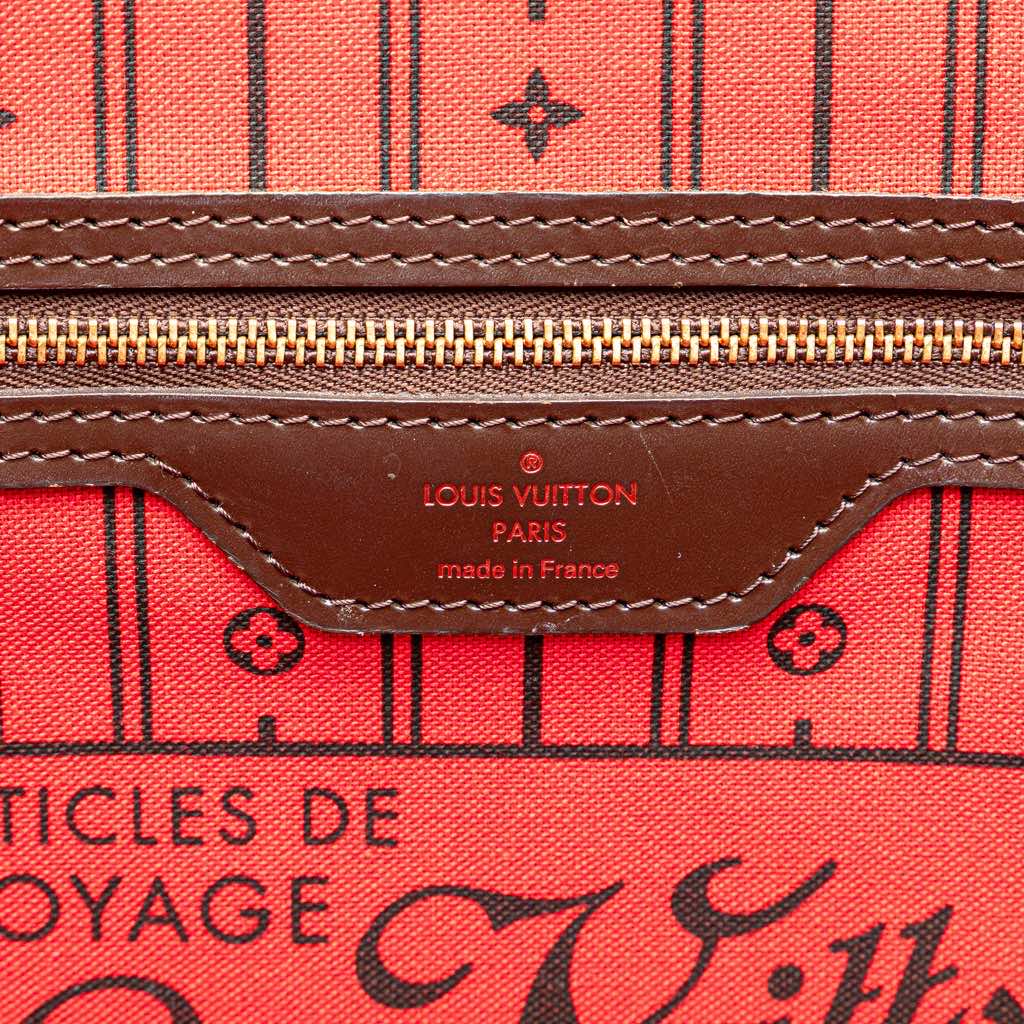 ®
LOUIS VUITTON
PARIS
made in France
TICLES DE
OYAGE